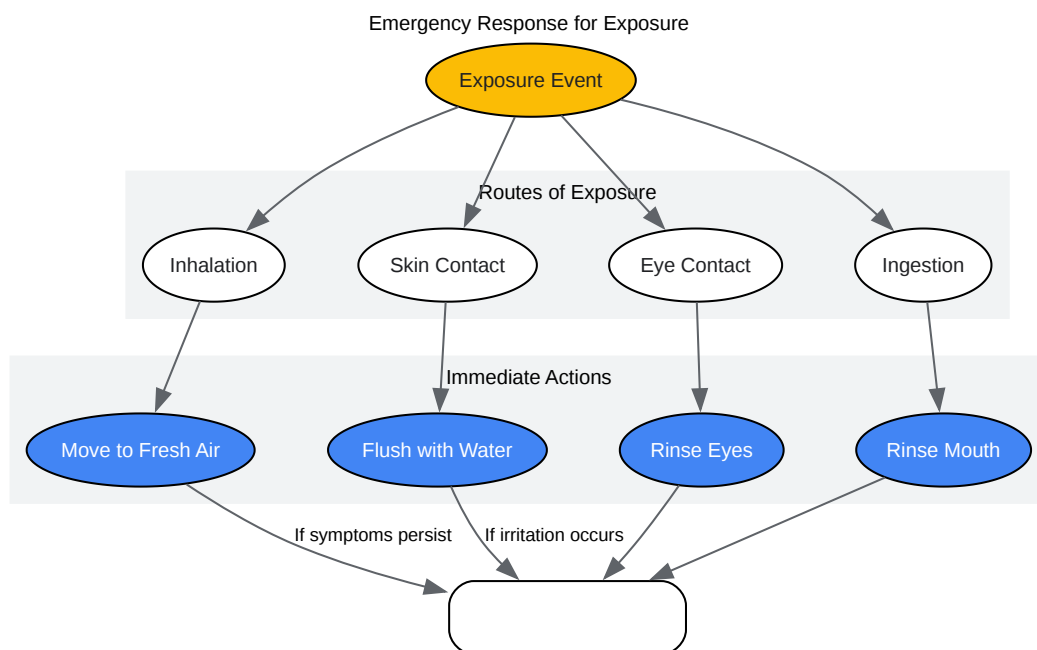 Emergency Response for Exposure
Exposure Event
Routes of Exposure
Inhalation
Skin Contact
Eye Contact
Ingestion
Immediate Actions
Move to Fresh Air
Flush with Water
Rinse Eyes
Rinse Mouth
If symptoms persist
If irritation occurs